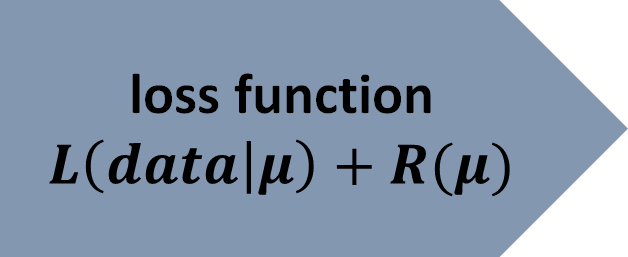 loss function
L(data|μ) + R(μ)